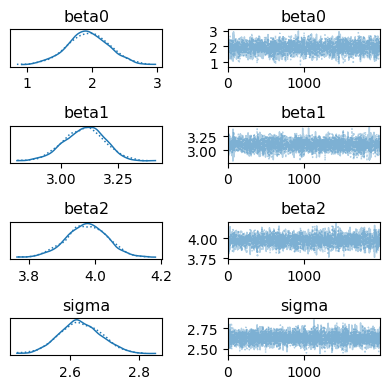 beta0 beta0
3
2
1
1 2 3 0 1000
beta1 beta1
3.25
3.00
3.00 3.25 0 1000
beta2 beta2
4.00
3.75
3.8 4.0 4.2 0 1000
sigma sigma
2.75
2.50
2.6 2.8 0 1000